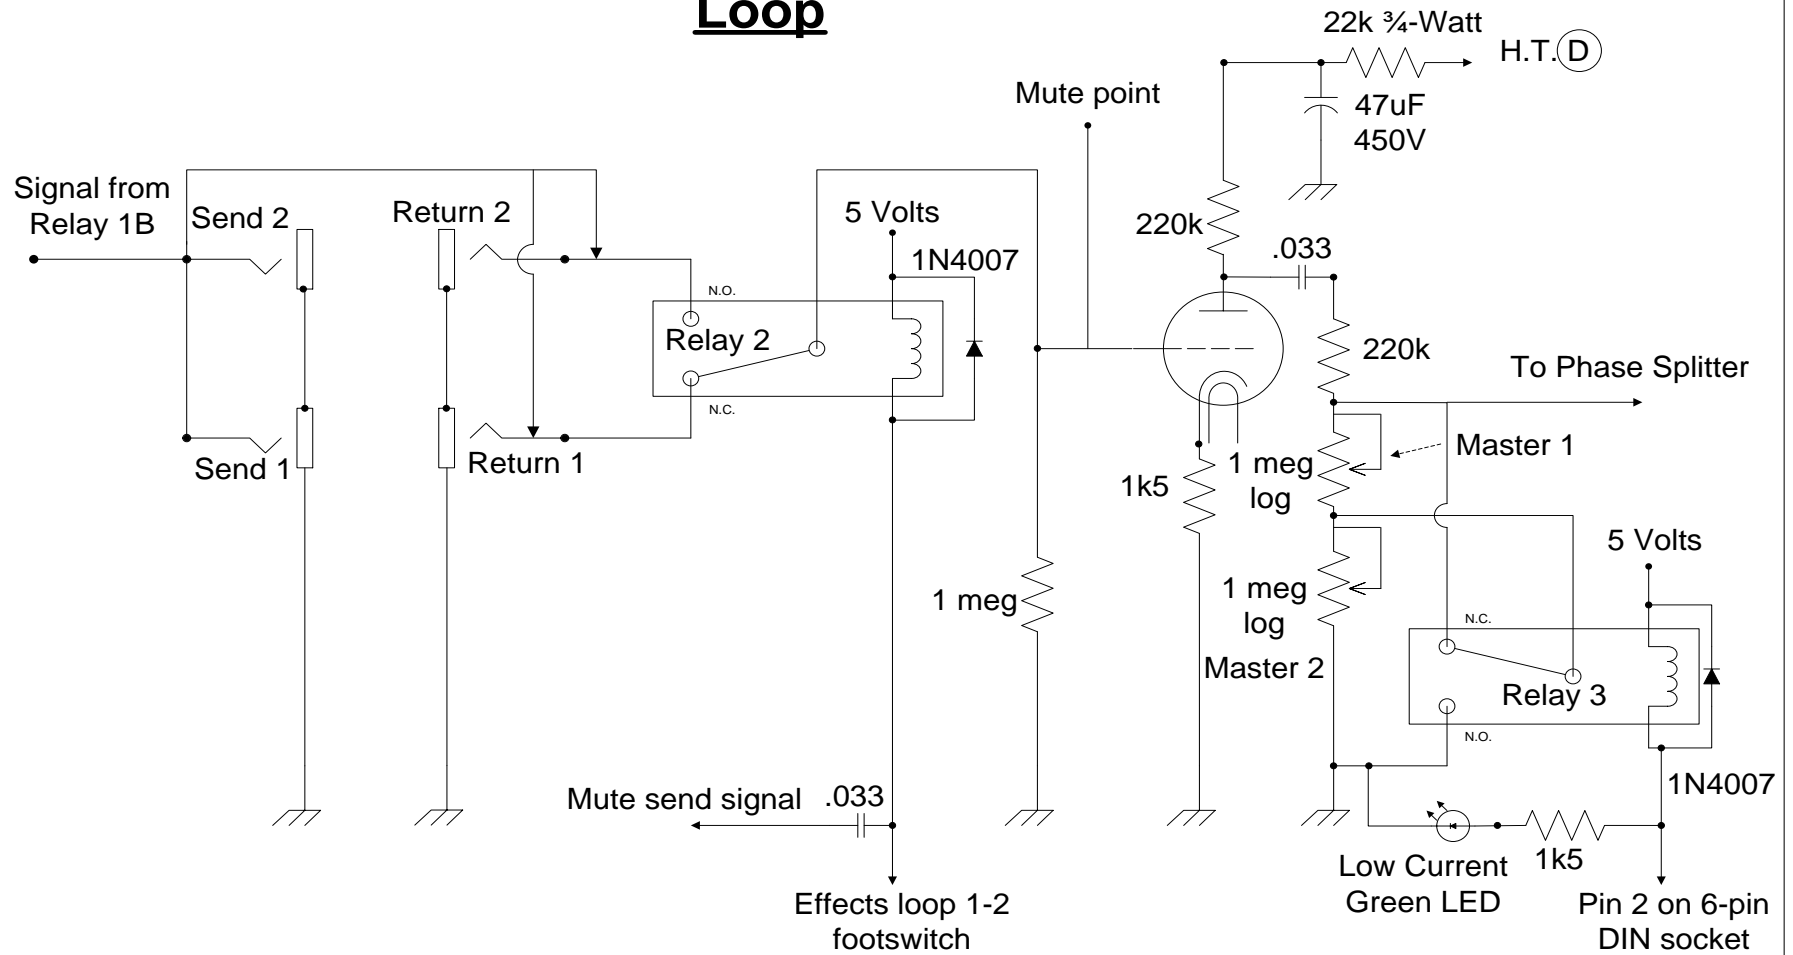 Loop
22k ¾-Watt
H.T. D
Mute point
47uF
450V
Signal from
Relay 1B
Send 2
Return 2
5 Volts
220k
.033
1N4007
N.O.
Relay 2
N.C.
220k
To Phase Splitter
Send 1
Return 1
1k5
1 meg
log
Master 1
5 Volts
1 meg
1 meg
log
Master 2
N.C.
Relay 3
N.O.
1N4007
Mute send signal
.033
Low Current
Green LED
1k5
Effects loop 1-2
footswitch
Pin 2 on 6-pin
DIN socket